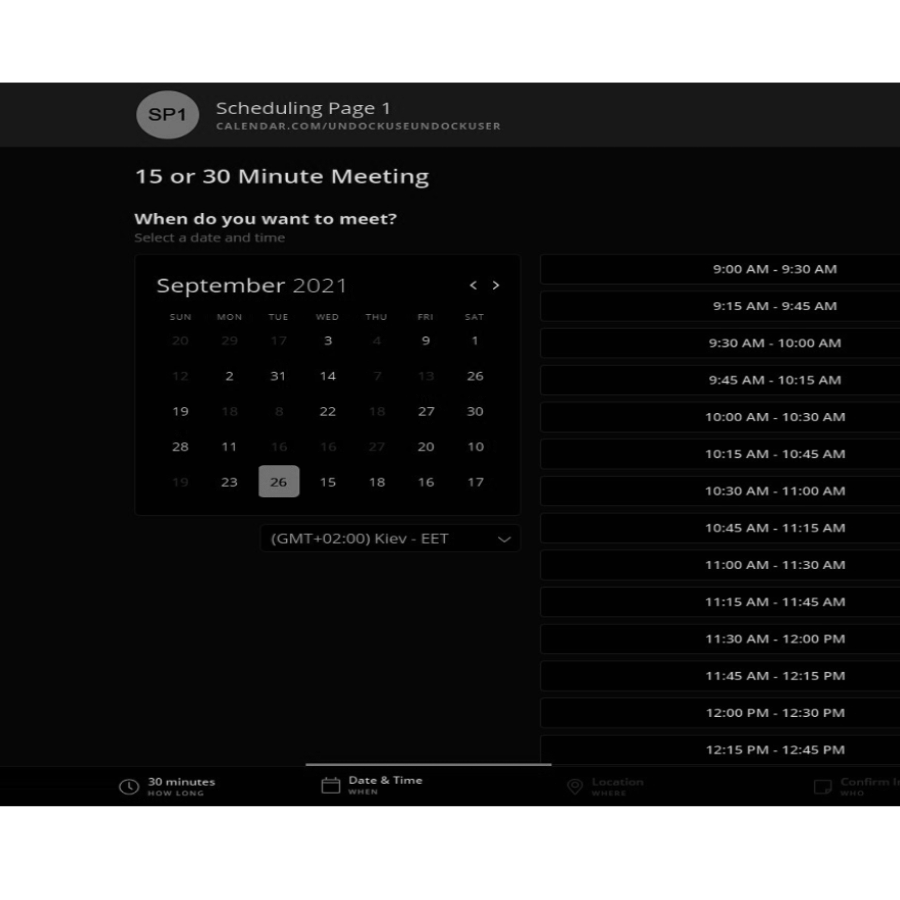 SP1
Scheduling Page 1
CALENDAR.COM/UNDOCKUSEUNDOCKUSER
15 or 30 Minute Meeting
When do you want to meet?
Select a date and time
September 2021 < >
SUN MON TUE WED THU FRI SAT
20 29 17 3 4 9 1
12 2 31 14 7 13 26
19 18 8 22 18 27 30
28 11 16 16 27 20 10
19 23 26 15 18 16 17
(GMT+02:00) Kiev - EET
9:00 AM - 9:30 AM
9:15 AM - 9:45 AM
9:30 AM - 10:00 AM
9:45 AM - 10:15 AM
10:00 AM - 10:30 AM
10:15 AM - 10:45 AM
10:30 AM - 11:00 AM
10:45 AM - 11:15 AM
11:00 AM - 11:30 AM
11:15 AM - 11:45 AM
11:30 AM - 12:00 PM
11:45 AM - 12:15 PM
12:00 PM - 12:30 PM
12:15 PM - 12:45 PM
30 minutes
HOW LONG
Date & Time
WHEN
Location
WHERE
Confirm
WHO